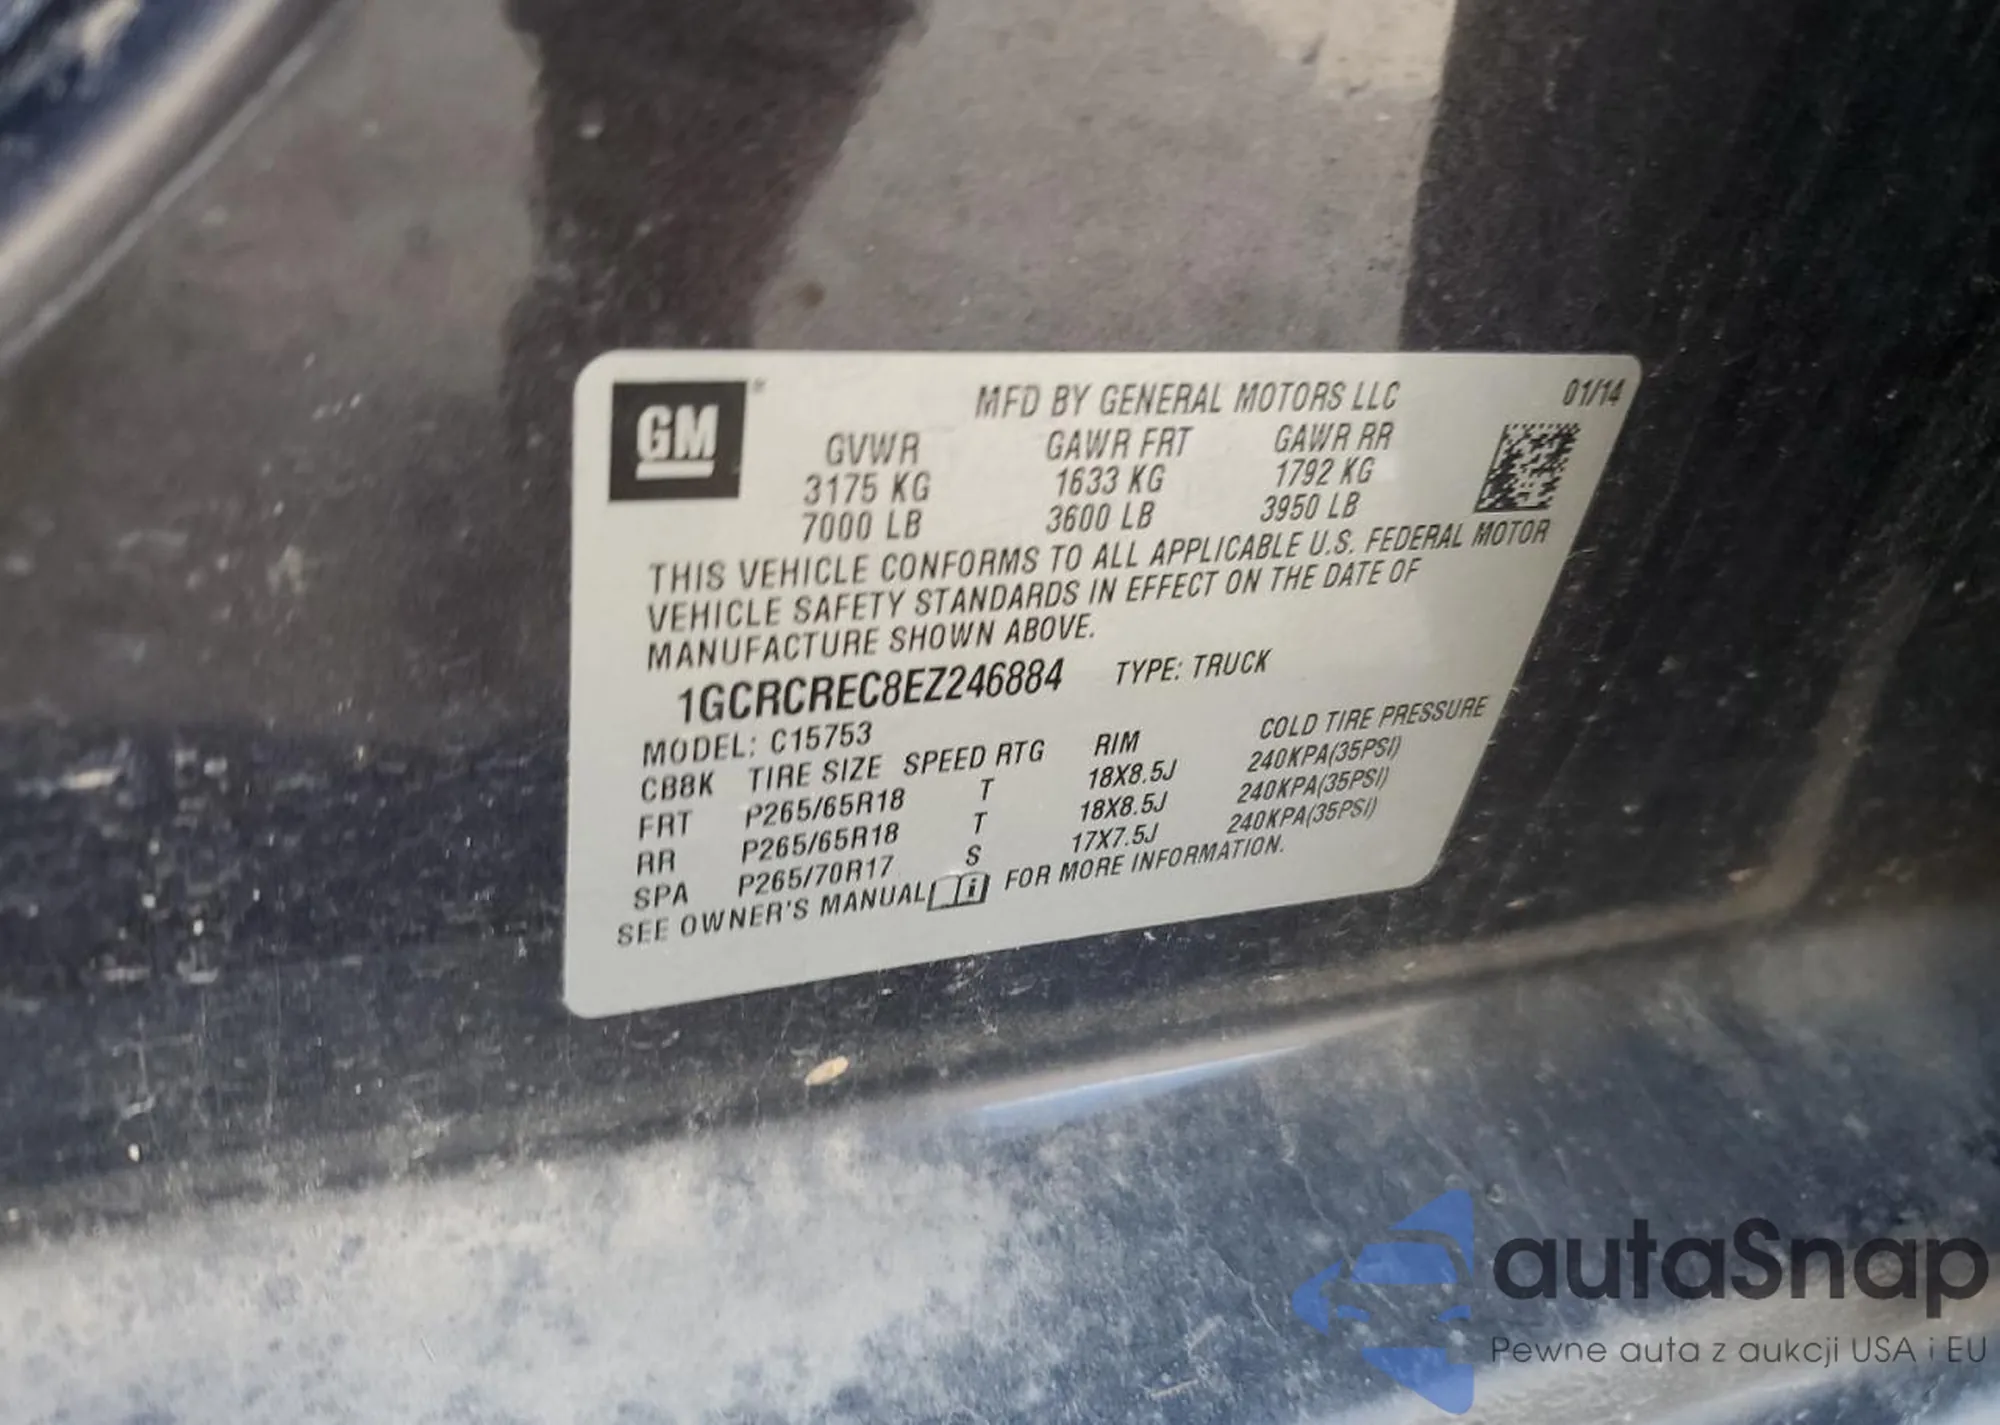 GM® MFD BY GENERAL MOTORS LLC 01/14
GVWR GAWR FRT GAWR RR
3175 KG 1633 KG 1792 KG
7000 LB 3600 LB 3950 LB
THIS VEHICLE CONFORMS TO ALL APPLICABLE U.S. FEDERAL MOTOR
VEHICLE SAFETY STANDARDS IN EFFECT ON THE DATE OF
MANUFACTURE SHOWN ABOVE.
1GCRCREC8EZ246884 TYPE: TRUCK
MODEL: C15753
CB8K TIRE SIZE SPEED RTG RIM COLD TIRE PRESSURE
FRT P265/65R18 T 18X8.5J 240KPA(35PSI)
RR P265/65R18 T 18X8.5J 240KPA(35PSI)
SPA P265/70R17 S 17X7.5J 240KPA(35PSI)
SEE OWNER'S MANUAL FOR MORE INFORMATION.
autaSnap
Pewne auta z aukcji USA i EU